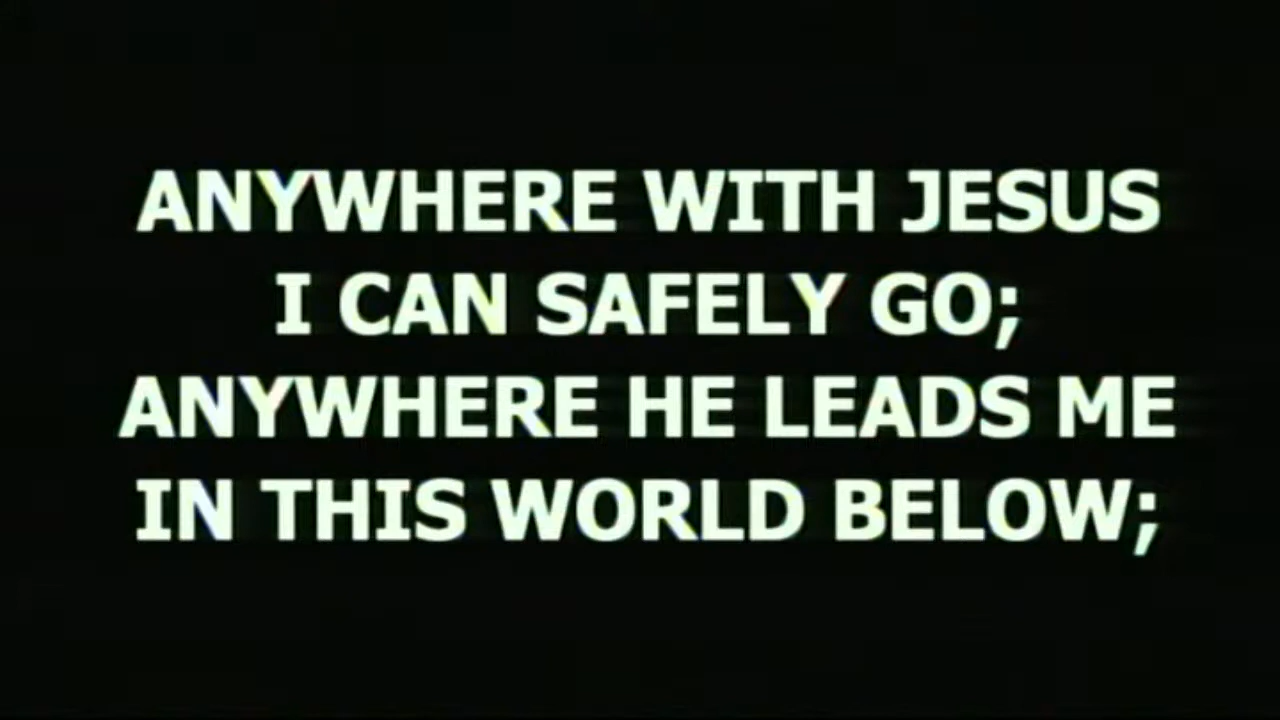 ANYWHERE WITH JESUS
I CAN SAFELY GO;
ANYWHERE HE LEADS ME
IN THIS WORLD BELOW;